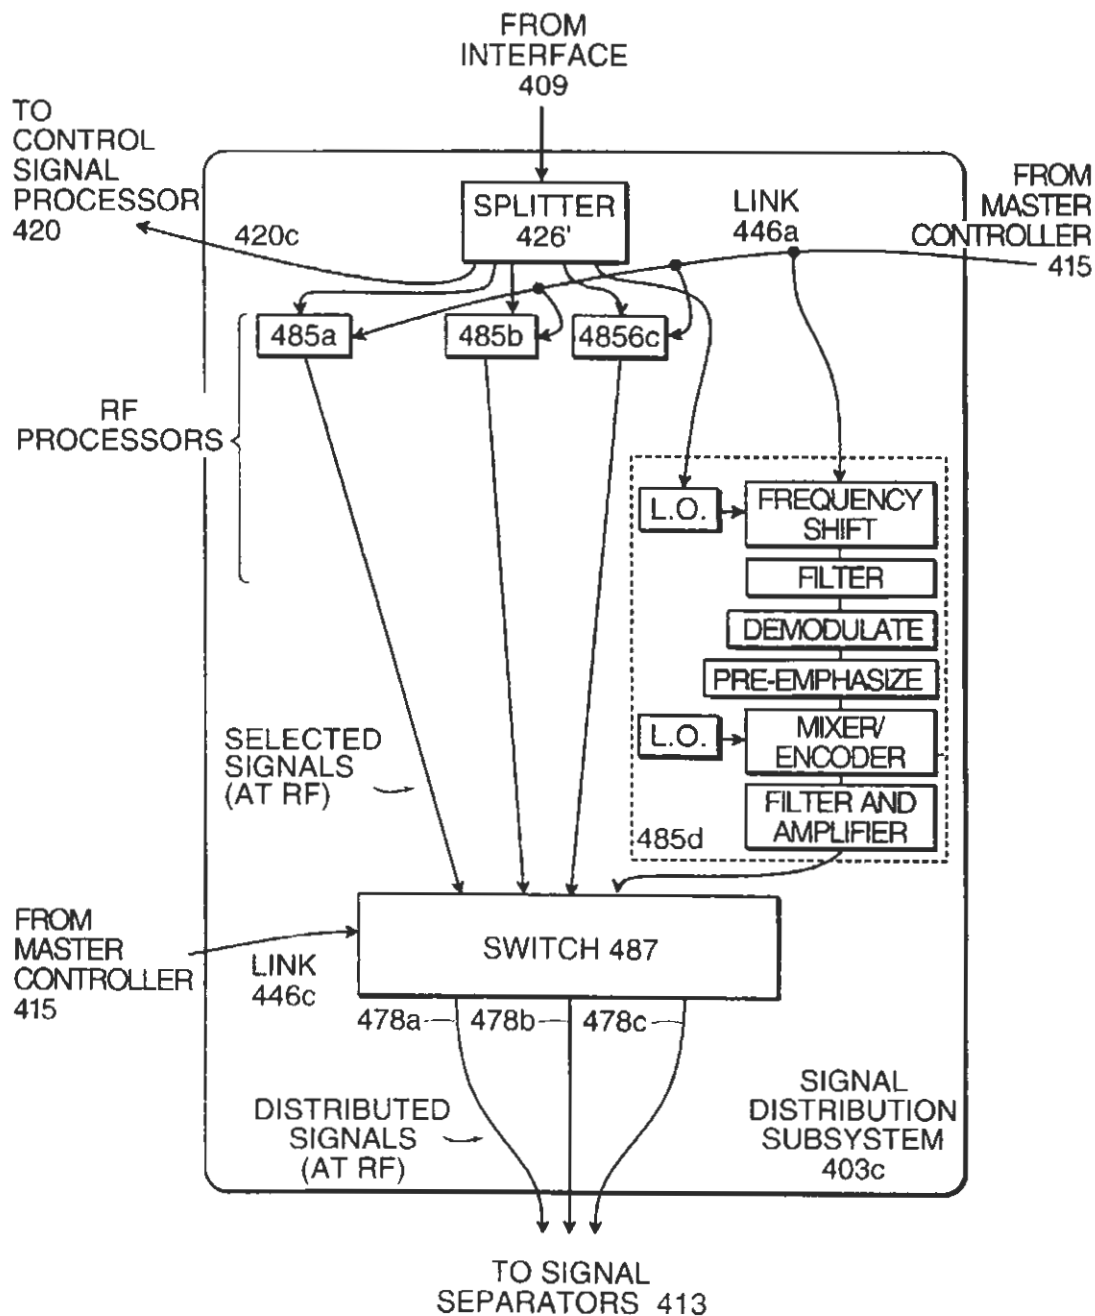 FROM
INTERFACE
409
TO
CONTROL
SIGNAL
PROCESSOR
420
420c
SPLITTER
426'
LINK
446a
FROM
MASTER
CONTROLLER
415
485a
485b
4856c
RF
PROCESSORS
L.O.
FREQUENCY
SHIFT
FILTER
DEMODULATE
PRE-EMPHASIZE
L.O.
MIXER/
ENCODER
FILTER AND
AMPLIFIER
485d
SELECTED
SIGNALS
(AT RF)
FROM
MASTER
CONTROLLER
415
LINK
446c
SWITCH 487
478a
478b
478c
DISTRIBUTED
SIGNALS
(AT RF)
SIGNAL
DISTRIBUTION
SUBSYSTEM
403c
TO SIGNAL
SEPARATORS 413